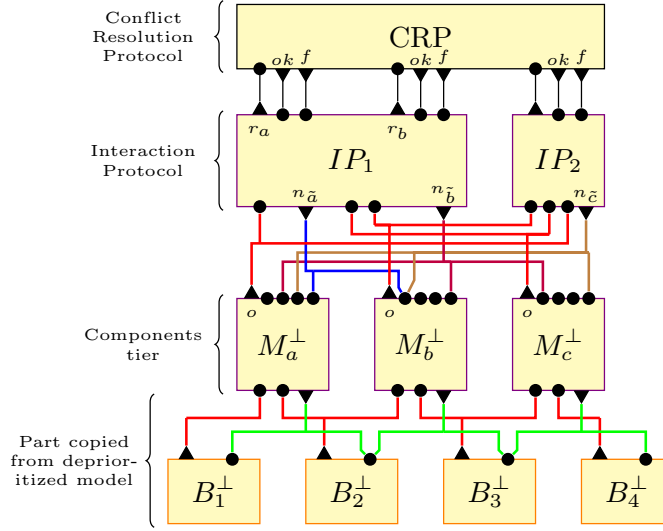 Conflict
Resolution
Protocol
CRP
ok f ok f ok f
r_a r_b
Interaction
Protocol
IP_1 IP_2
n_ã n_b̃ n_c̃
o o o
Components
tier
M_a^⊥ M_b^⊥ M_c^⊥
Part copied
from deprior-
itized model
B_1^⊥ B_2^⊥ B_3^⊥ B_4^⊥